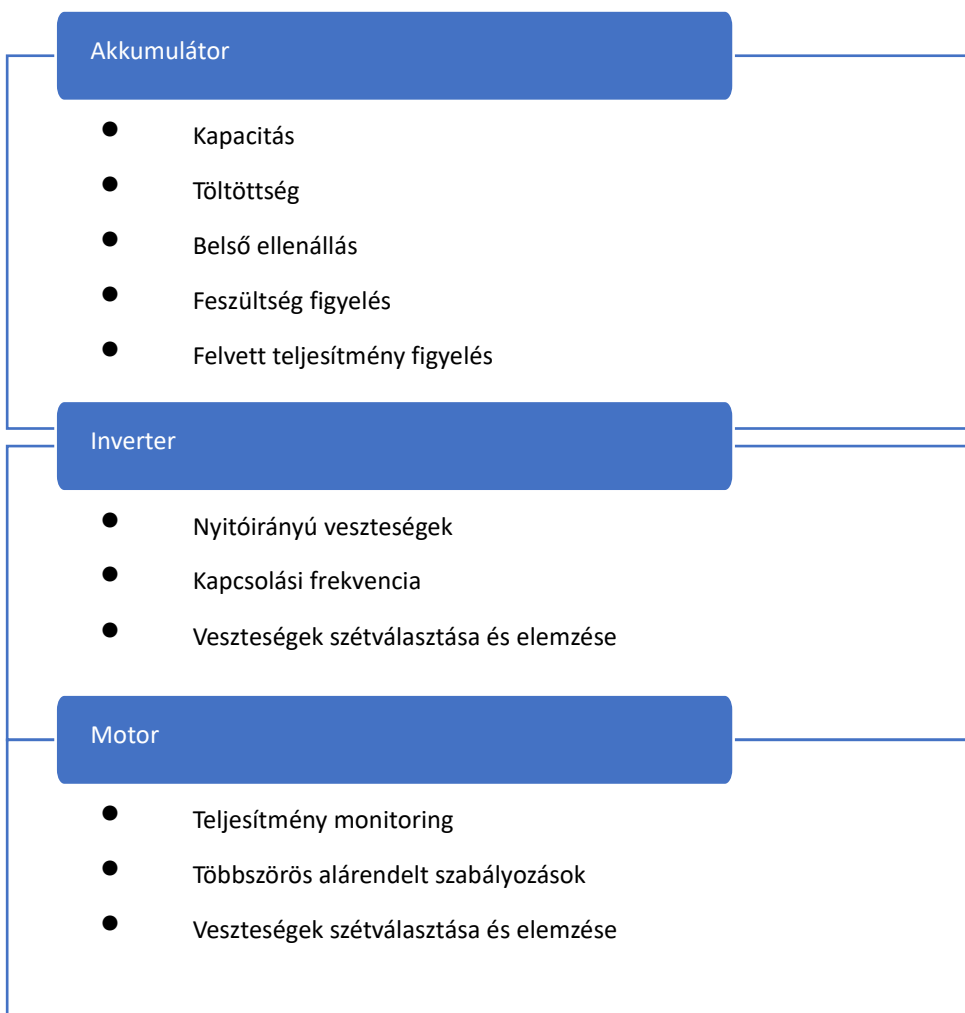 Akkumulátor
● Kapacitás
● Töltöttség
● Belső ellenállás
● Feszültség figyelés
● Felvett teljesítmény figyelés
Inverter
● Nyitóirányú veszteségek
● Kapcsolási frekvencia
● Veszteségek szétválasztása és elemzése
Motor
● Teljesítmény monitoring
● Többszörös alárendelt szabályozások
● Veszteségek szétválasztása és elemzése